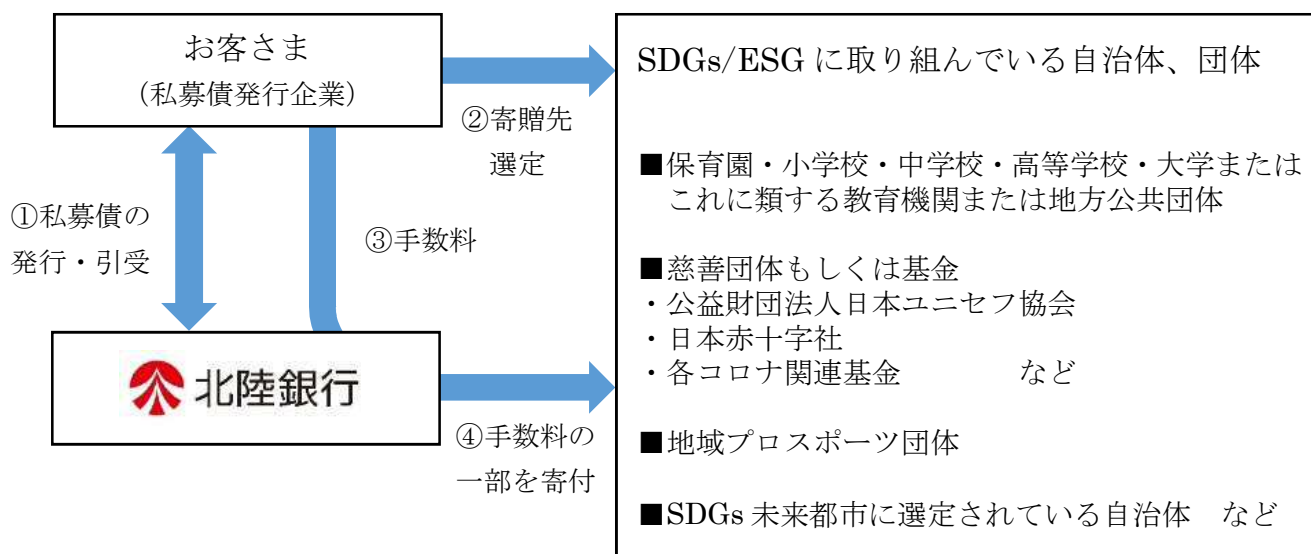 お客さま
（私募債発行企業）
①私募債の
発行・引受
②寄贈先
選定
③手数料
北陸銀行
④手数料の
一部を寄付
SDGs/ESG に取り組んでいる自治体、団体
■保育園・小学校・中学校・高等学校・大学または
これに類する教育機関または地方公共団体
■慈善団体もしくは基金
・公益財団法人日本ユニセフ協会
・日本赤十字社
・各コロナ関連基金　　　など
■地域プロスポーツ団体
■SDGs 未来都市に選定されている自治体　など